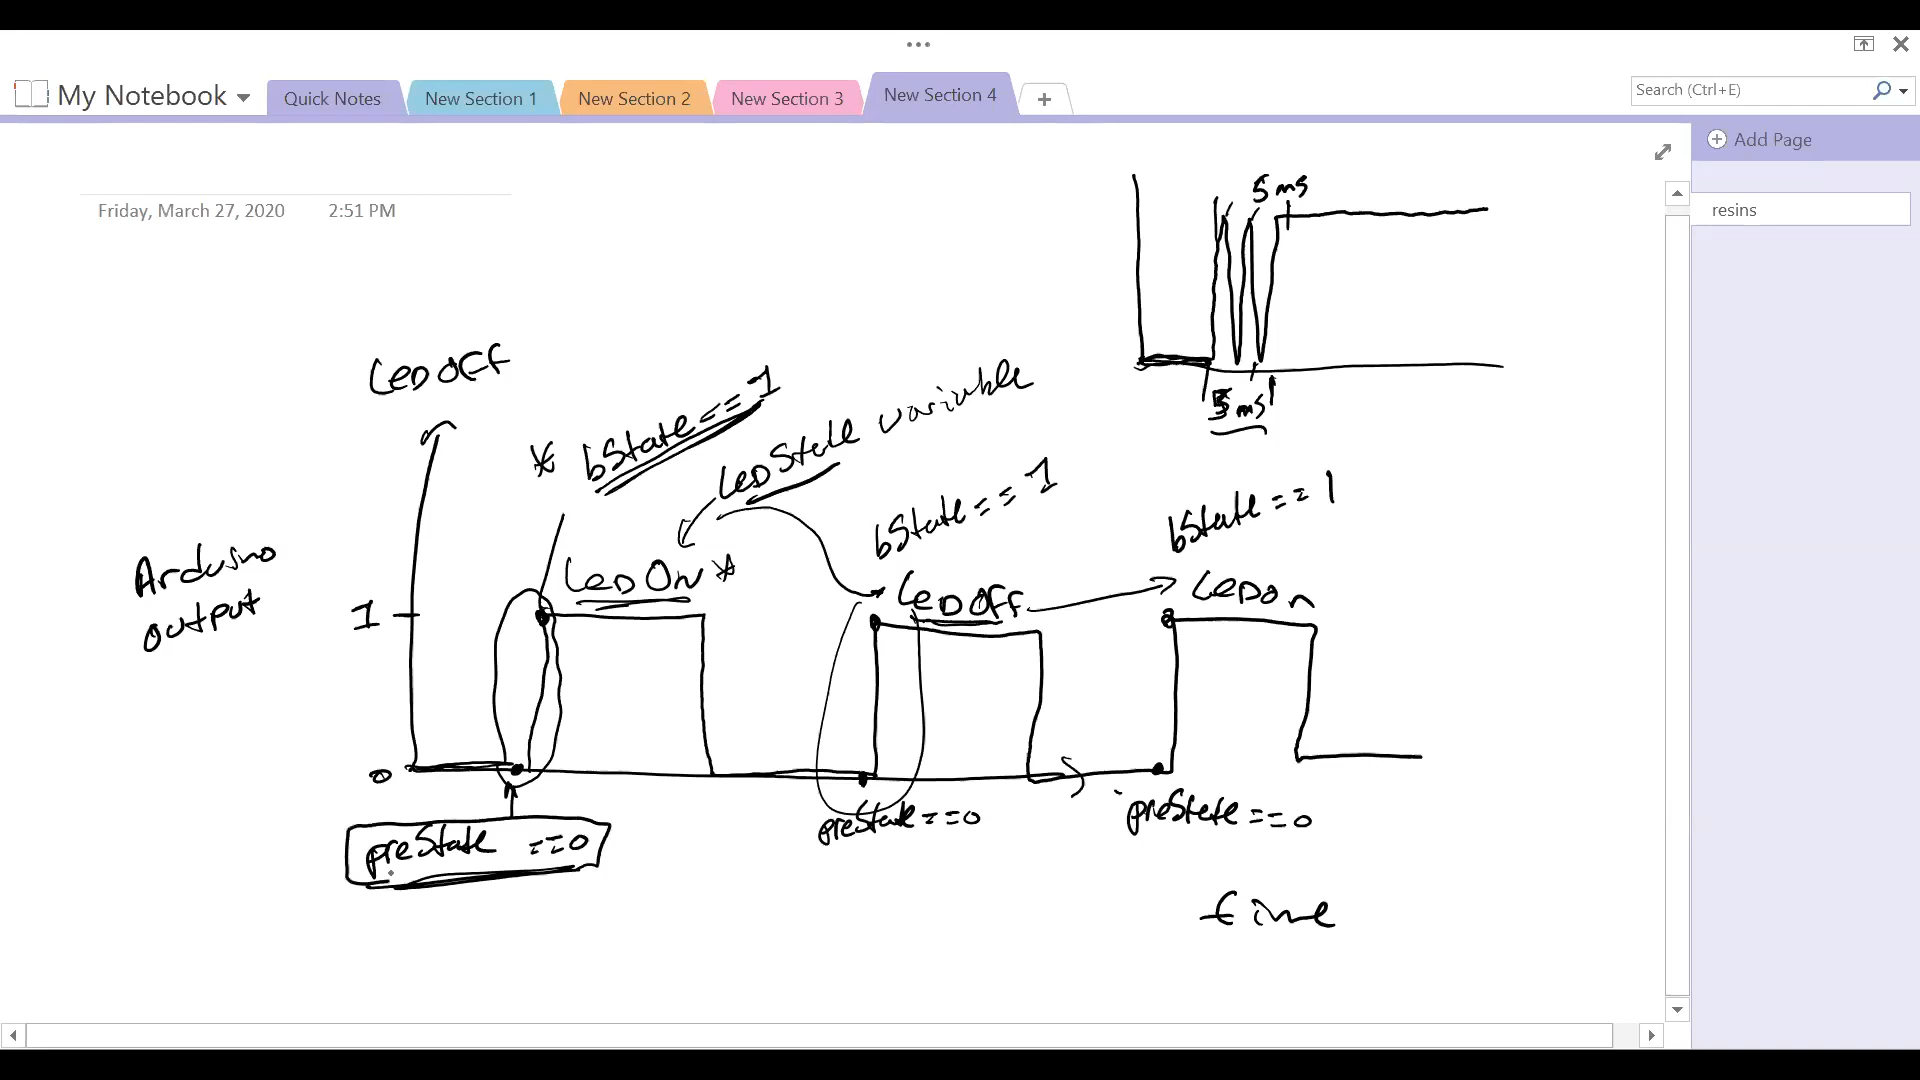 My Notebook
Quick Notes
New Section 1
New Section 2
New Section 3
New Section 4
Search (Ctrl+E)
Add Page
resins
Friday, March 27, 2020 2:51 PM
5 ms
5 ms
LED OFF
* bState == 1
LED State variable
bState == 1
bState == 1
Arduino
output
LED ON *
LED OFF
LED On
1
0
preState == 0
preState == 0
preState == 0
time